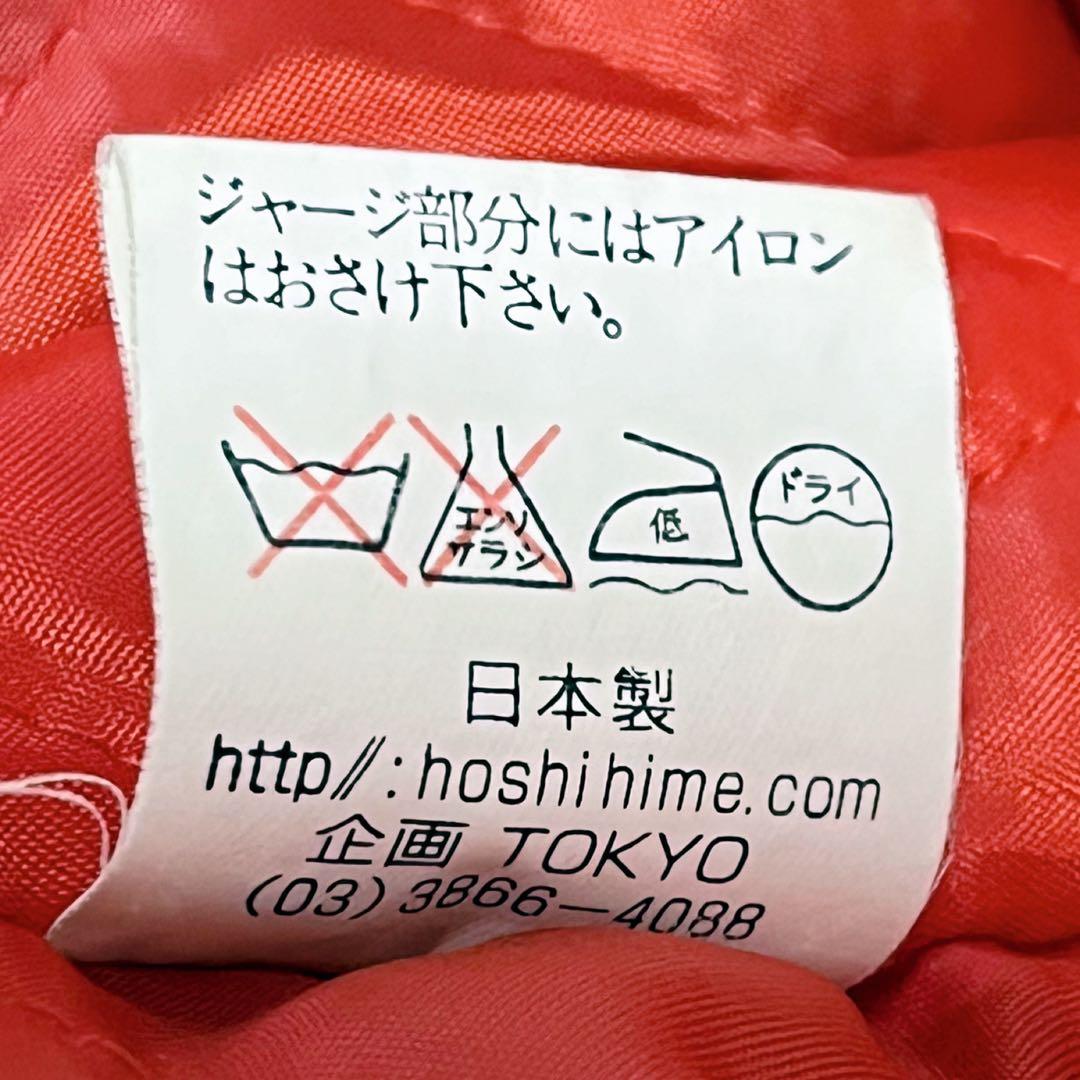 ジャージ部分にはアイロン
はおさけ下さい。
エンソ
サラシ
低
ドライ
日本製
http//:hoshihime.com
企画 TOKYO
(03)3866-4088